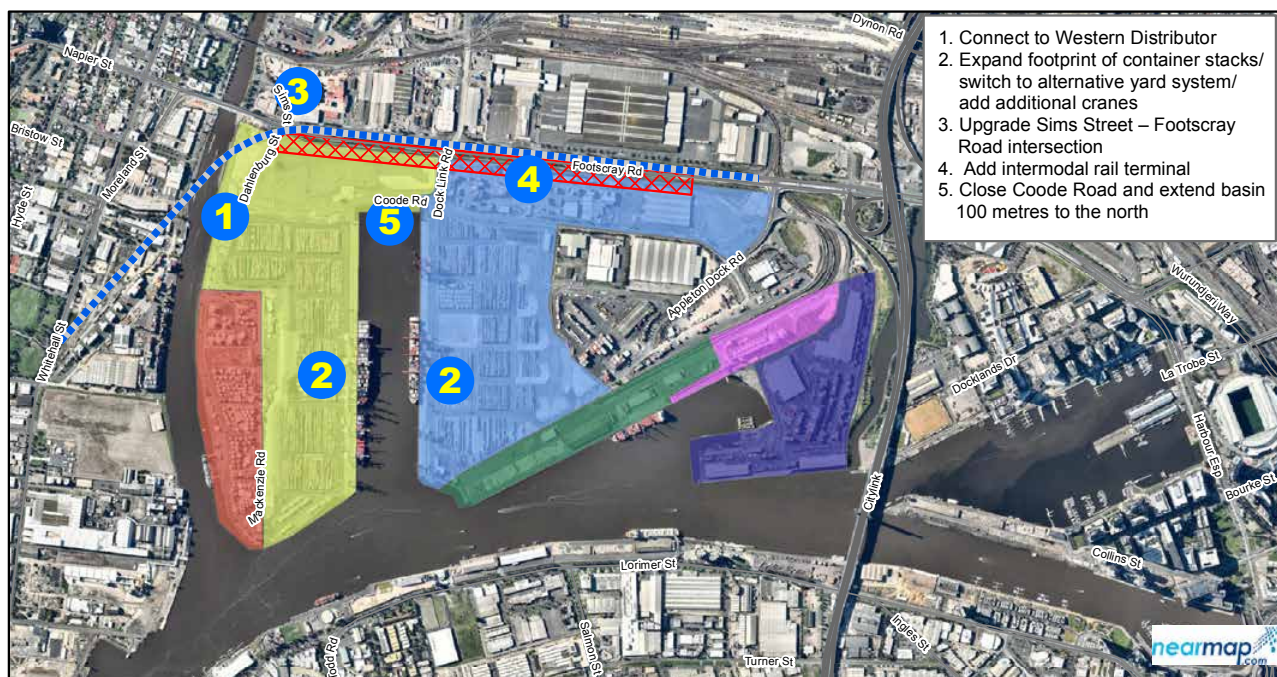 1. Connect to Western Distributor
2. Expand footprint of container stacks/
switch to alternative yard system/
add additional cranes
3. Upgrade Sims Street – Footscray
Road intersection
4. Add intermodal rail terminal
5. Close Coode Road and extend basin
100 metres to the north
Dynon Rd
Napier St
3
Sims St
Bristow St
Moreland St
Dahlenburg St
Dock Link Rd
Footscray Rd
4
Hyde St
1
Coode Rd
5
Appleton Dock Rd
Wurundjeri Way
Whitehall St
2
2
Docklands Dr
La Trobe St
Harbour Esp
Mackenzie Rd
Citylink
Bourke St
Collins St
Lorimer St
Salmon St
Ingles St
Turner St
nearmap
.com